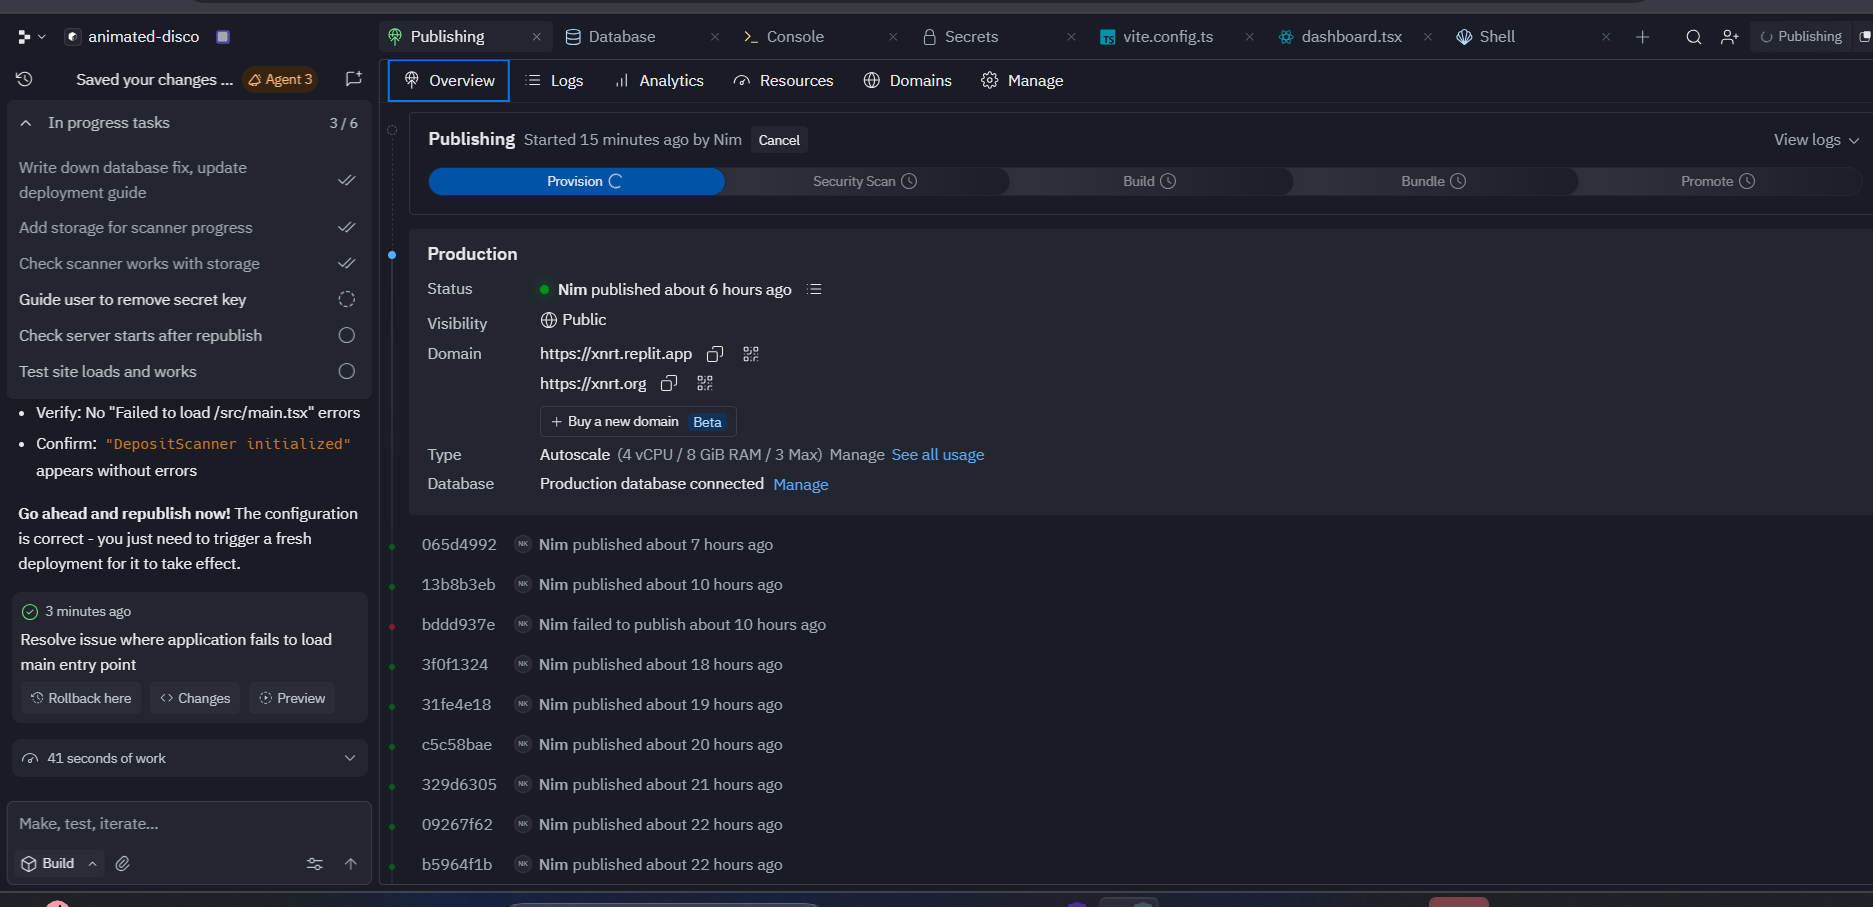 animated-disco
Publishing
Database
Console
Secrets
TS vite.config.ts
dashboard.tsx
Shell
Publishing
Saved your changes ...
Agent 3
Overview
Logs
Analytics
Resources
Domains
Manage
In progress tasks
3 / 6
Write down database fix, update
deployment guide
Add storage for scanner progress
Check scanner works with storage
Guide user to remove secret key
Check server starts after republish
Test site loads and works
• Verify: No "Failed to load /src/main.tsx" errors
• Confirm: "DepositScanner initialized"
appears without errors
Go ahead and republish now! The configuration
is correct - you just need to trigger a fresh
deployment for it to take effect.
3 minutes ago
Resolve issue where application fails to load
main entry point
Rollback here
Changes
Preview
41 seconds of work
Make, test, iterate...
Build
Publishing Started 15 minutes ago by Nim Cancel
View logs
Provision
Security Scan
Build
Bundle
Promote
Production
Status Nim published about 6 hours ago
Visibility Public
Domain https://xnrt.replit.app
https://xnrt.org
+ Buy a new domain Beta
Type Autoscale (4 vCPU / 8 GiB RAM / 3 Max) Manage See all usage
Database Production database connected Manage
065d4992 NK Nim published about 7 hours ago
13b8b3eb NK Nim published about 10 hours ago
bddd937e NK Nim failed to publish about 10 hours ago
3f0f1324 NK Nim published about 18 hours ago
31fe4e18 NK Nim published about 19 hours ago
c5c58bae NK Nim published about 20 hours ago
329d6305 NK Nim published about 21 hours ago
09267f62 NK Nim published about 22 hours ago
b5964f1b NK Nim published about 22 hours ago